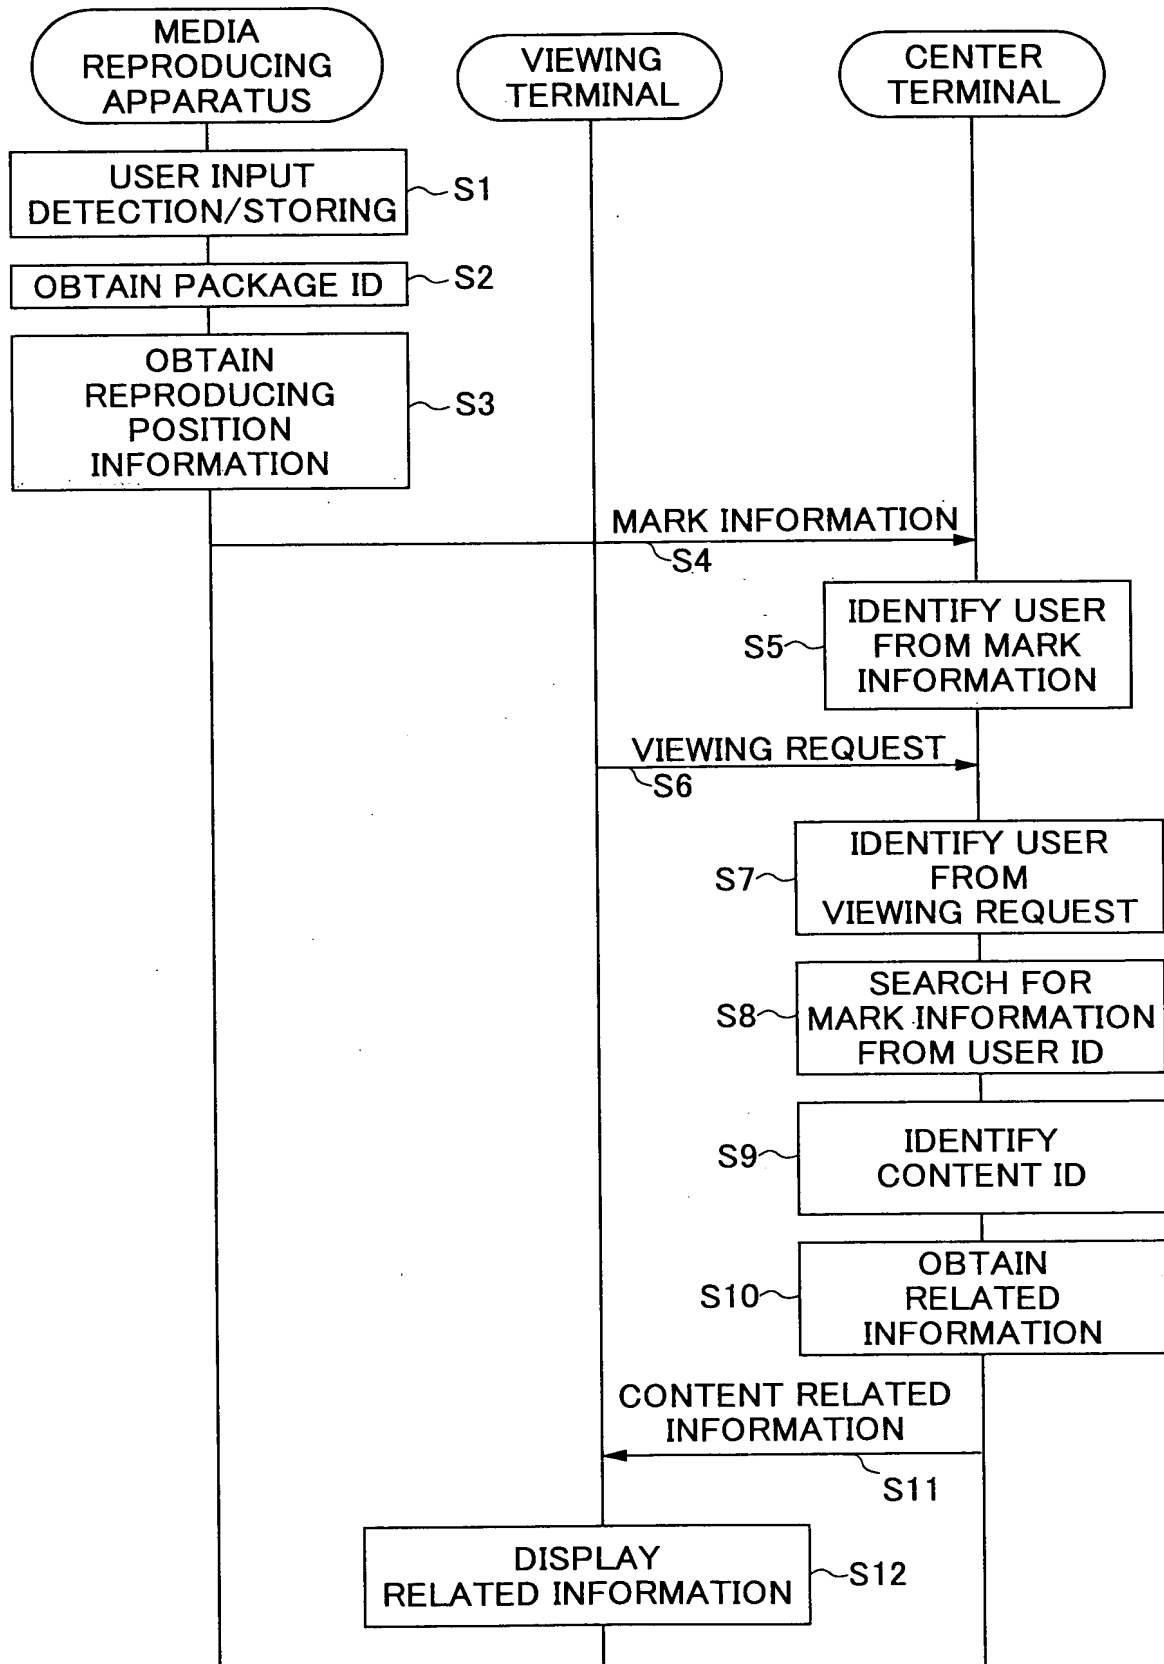 MEDIA
REPRODUCING
APPARATUS
VIEWING
TERMINAL
CENTER
TERMINAL
USER INPUT
DETECTION/STORING
S1
OBTAIN PACKAGE ID
S2
OBTAIN
REPRODUCING
POSITION
INFORMATION
S3
MARK INFORMATION
S4
IDENTIFY USER
FROM MARK
INFORMATION
S5
VIEWING REQUEST
S6
IDENTIFY USER
FROM
VIEWING REQUEST
S7
SEARCH FOR
MARK INFORMATION
FROM USER ID
S8
IDENTIFY
CONTENT ID
S9
OBTAIN
RELATED
INFORMATION
S10
CONTENT RELATED
INFORMATION
S11
DISPLAY
RELATED INFORMATION
S12